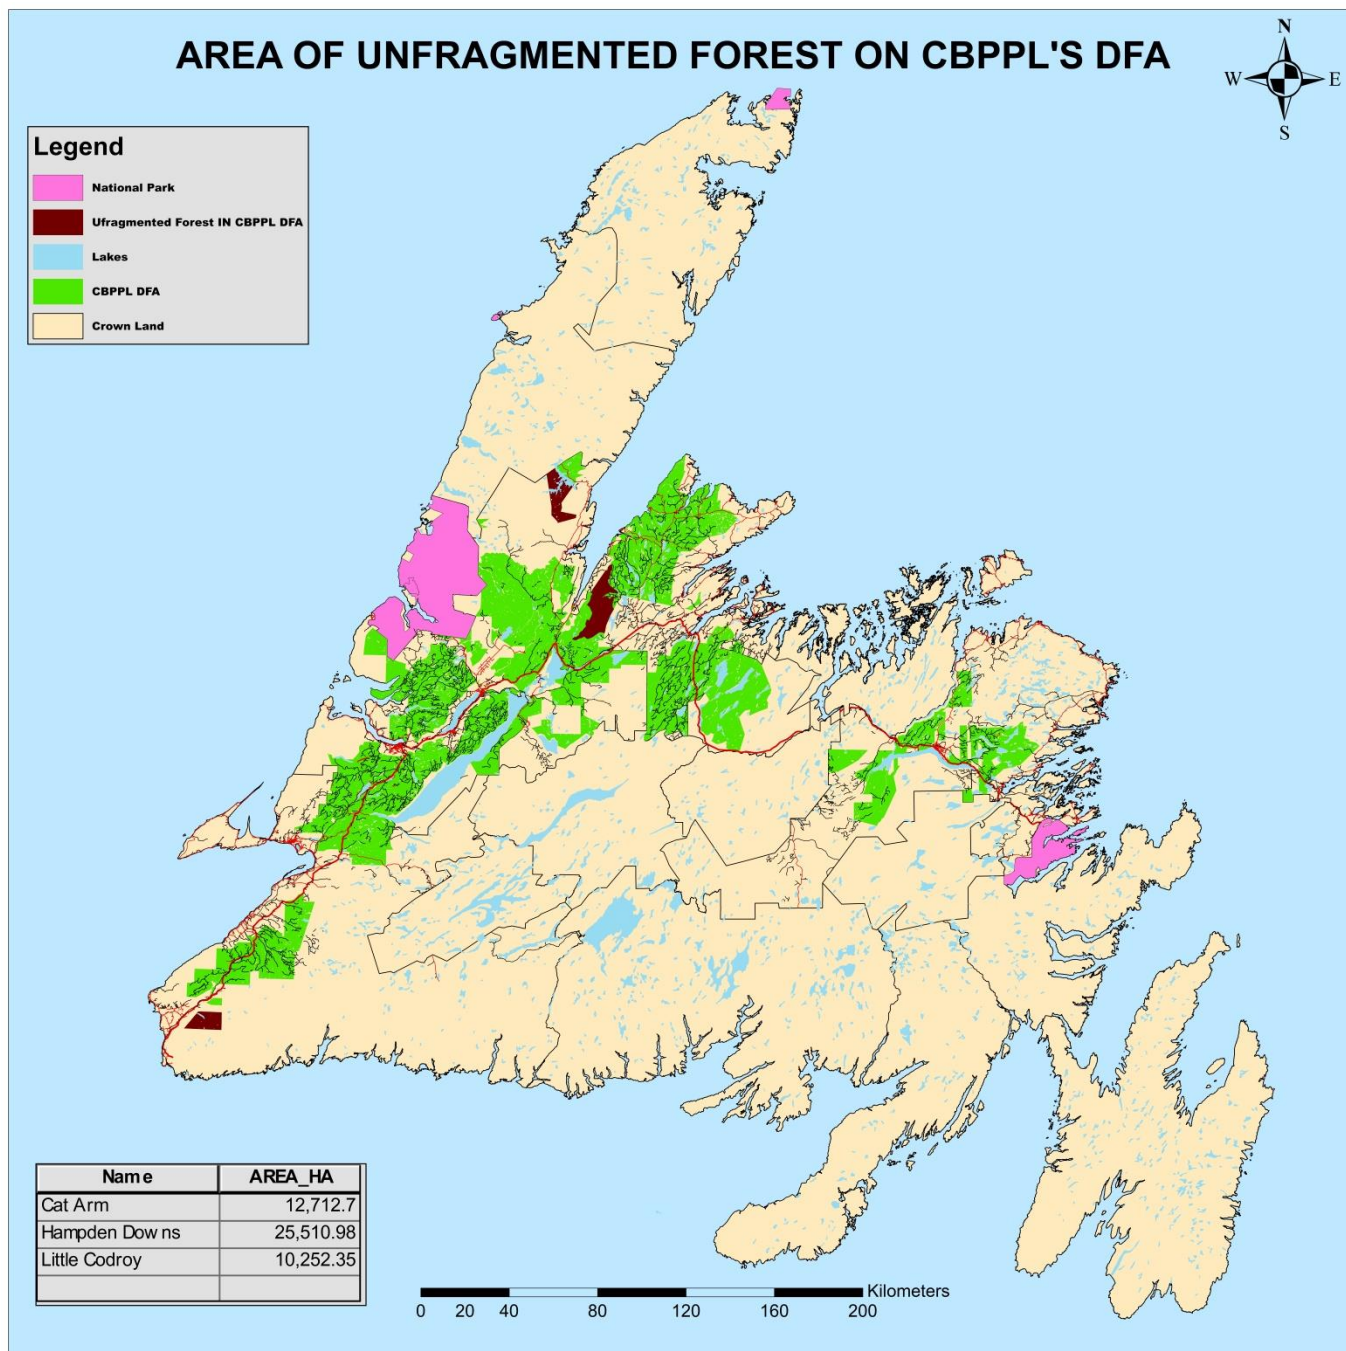 AREA OF UNFRAGMENTED FOREST ON CBPPL'S DFA
N
W E
S
Legend
National Park
Ufragmented Forest IN CBPPL DFA
Lakes
CBPPL DFA
Crown Land
Name AREA_HA
Cat Arm 12,712.7
Hampden Downs 25,510.98
Little Codroy 10,252.35
Kilometers
0 20 40 80 120 160 200